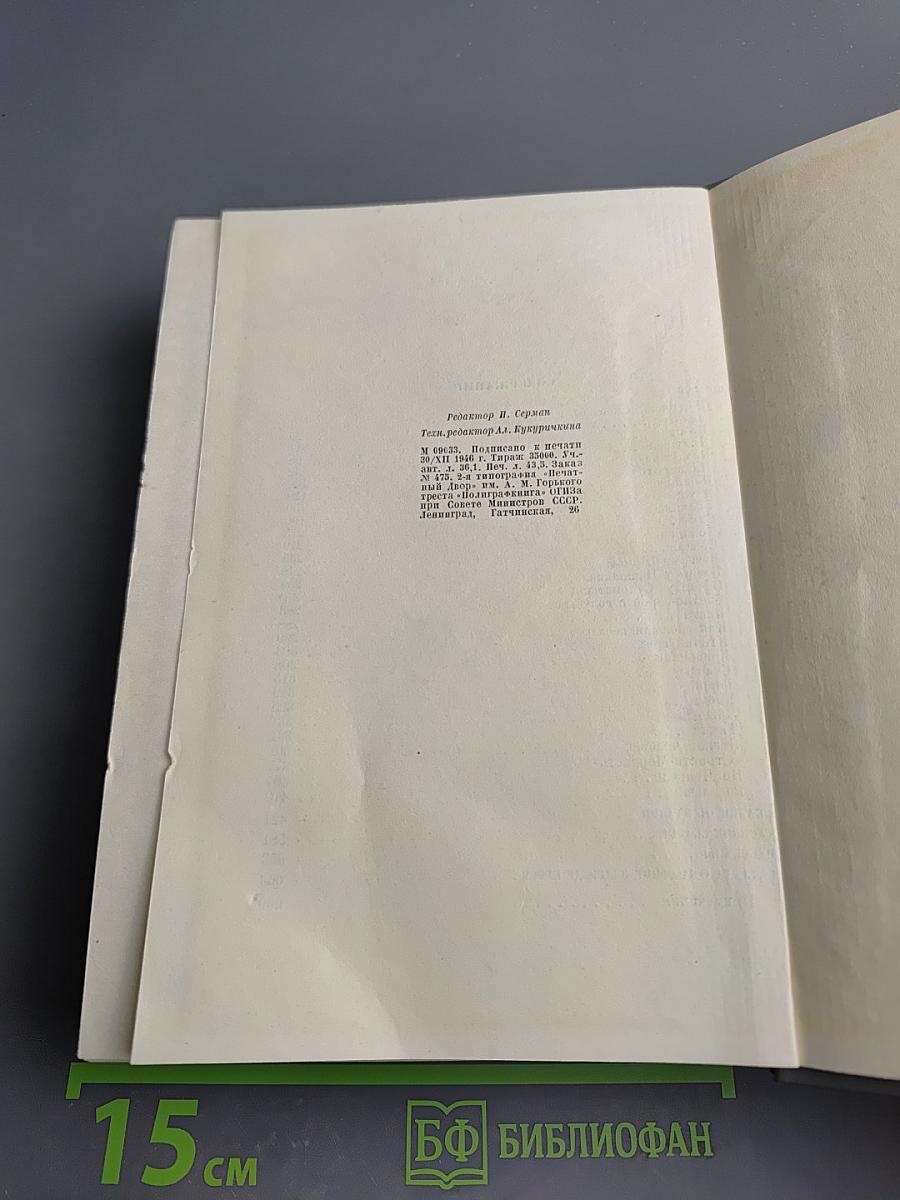 Редактор И. Серман
Техн. редактор Ал. Кукуричкина
М 09633. Подписано к печати
30/XII 1946 г. Тираж 35000. Уч.-
авт. л. 36,1. Печ. л. 43,5. Заказ
№ 475. 2-я типография «Печат-
ный Двор» им. А. М. Горького
треста «Полиграфкнига» ОГИЗа
при Совете Министров СССР.
Ленинград, Гатчинская, 26
15 см
БФ БИБЛИОФАН